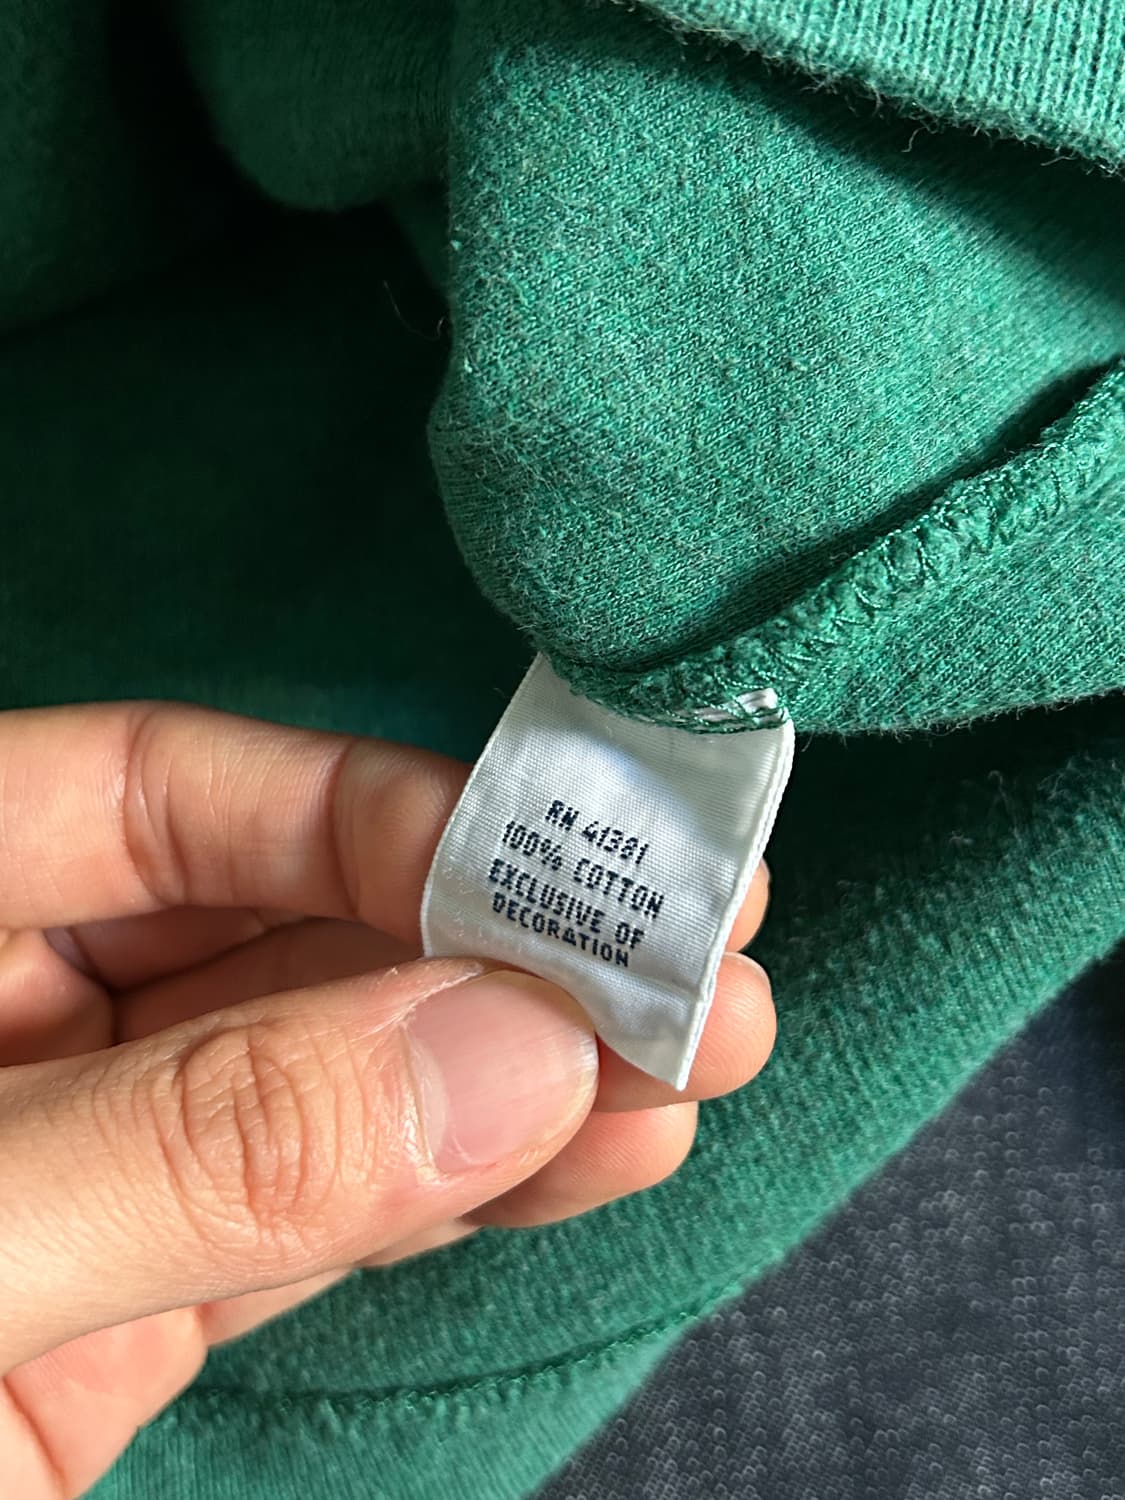 RN 41381
100% COTTON
EXCLUSIVE OF
DECORATION